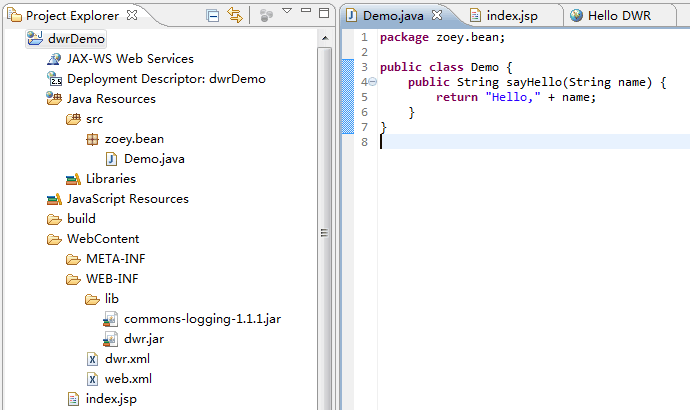 Project Explorer
dwrDemo
JAX-WS Web Services
2.5 Deployment Descriptor: dwrDemo
Java Resources
src
zoey.bean
Demo.java
Libraries
JavaScript Resources
build
WebContent
META-INF
WEB-INF
lib
commons-logging-1.1.1.jar
dwr.jar
dwr.xml
web.xml
index.jsp
Demo.java
index.jsp
Hello DWR
1 package zoey.bean;
2
3 public class Demo {
4 public String sayHello(String name) {
5 return "Hello," + name;
6 }
7 }
8